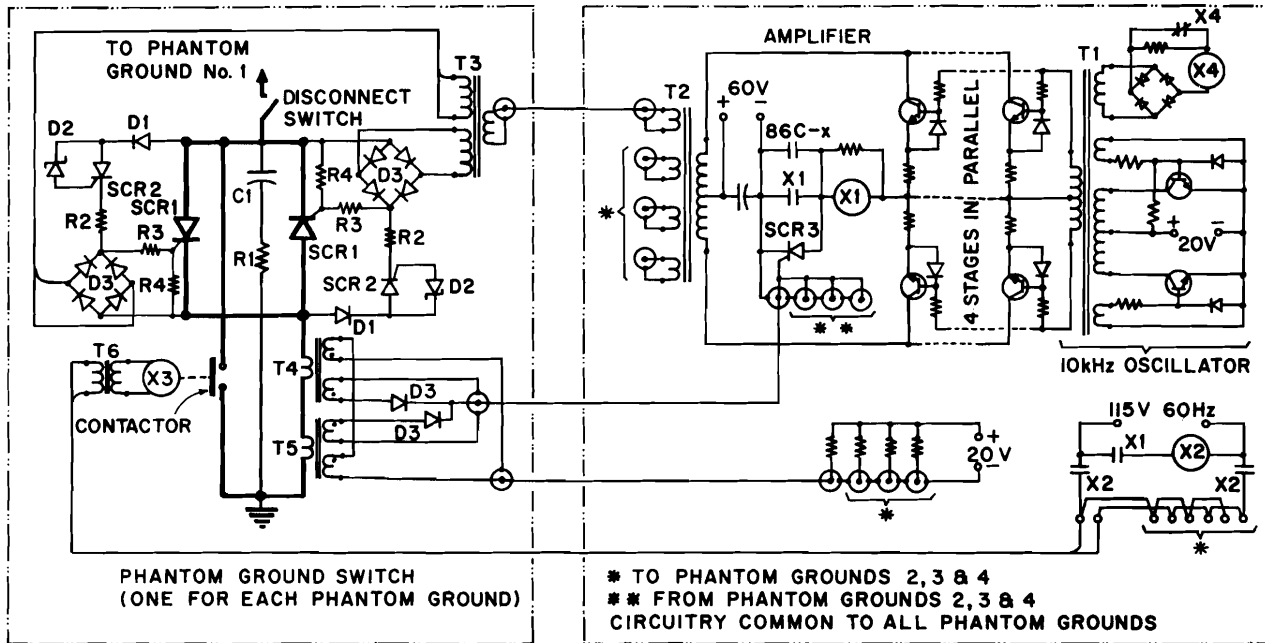 TO PHANTOM
GROUND No. 1
DISCONNECT
SWITCH
T3
D2
D1
SCR2
SCR1
R2
R3
R4
D3
C1
R1
R4
D3
R3
R2
SCR1
SCR 2
D2
D1
T6
X3
CONTACTOR
T4
T5
D3
D3
PHANTOM GROUND SWITCH
(ONE FOR EACH PHANTOM GROUND)
AMPLIFIER
T2
60V
+ −
86C-x
X1
X1
SCR3
*
* *
4 STAGES IN PARALLEL
T1
X4
X4
+ −
20V
10kHz OSCILLATOR
+
20V
−
*
115V 60Hz
X1
X2
X2
X2
*
* TO PHANTOM GROUNDS 2, 3 & 4
* * FROM PHANTOM GROUNDS 2, 3 & 4
CIRCUITRY COMMON TO ALL PHANTOM GROUNDS